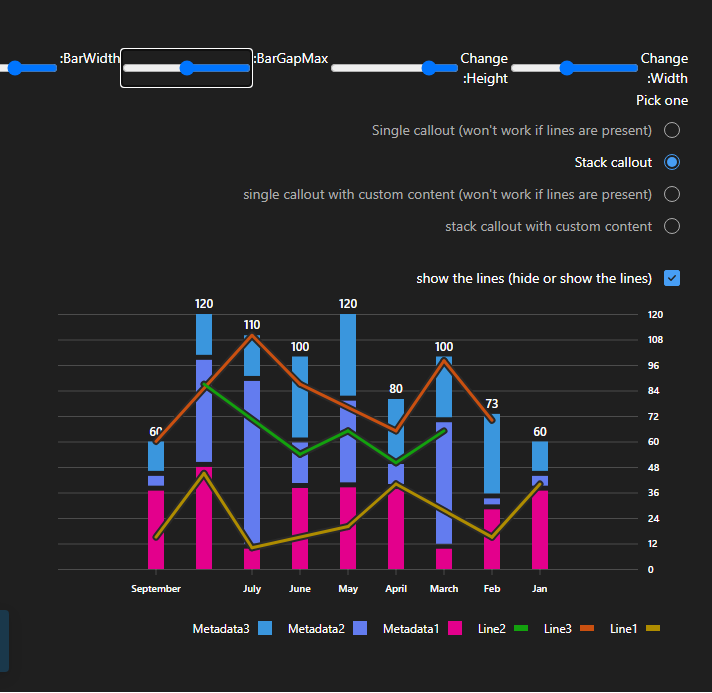 :BarWidth
:BarGapMax
Change
:Height
Change
:Width
Pick one
Single callout (won't work if lines are present)
Stack callout
single callout with custom content (won't work if lines are present)
stack callout with custom content
show the lines (hide or show the lines)
120
110
100
120
80
100
73
60
60
120
108
96
84
72
60
48
36
24
12
0
September
July
June
May
April
March
Feb
Jan
Metadata3
Metadata2
Metadata1
Line2
Line3
Line1